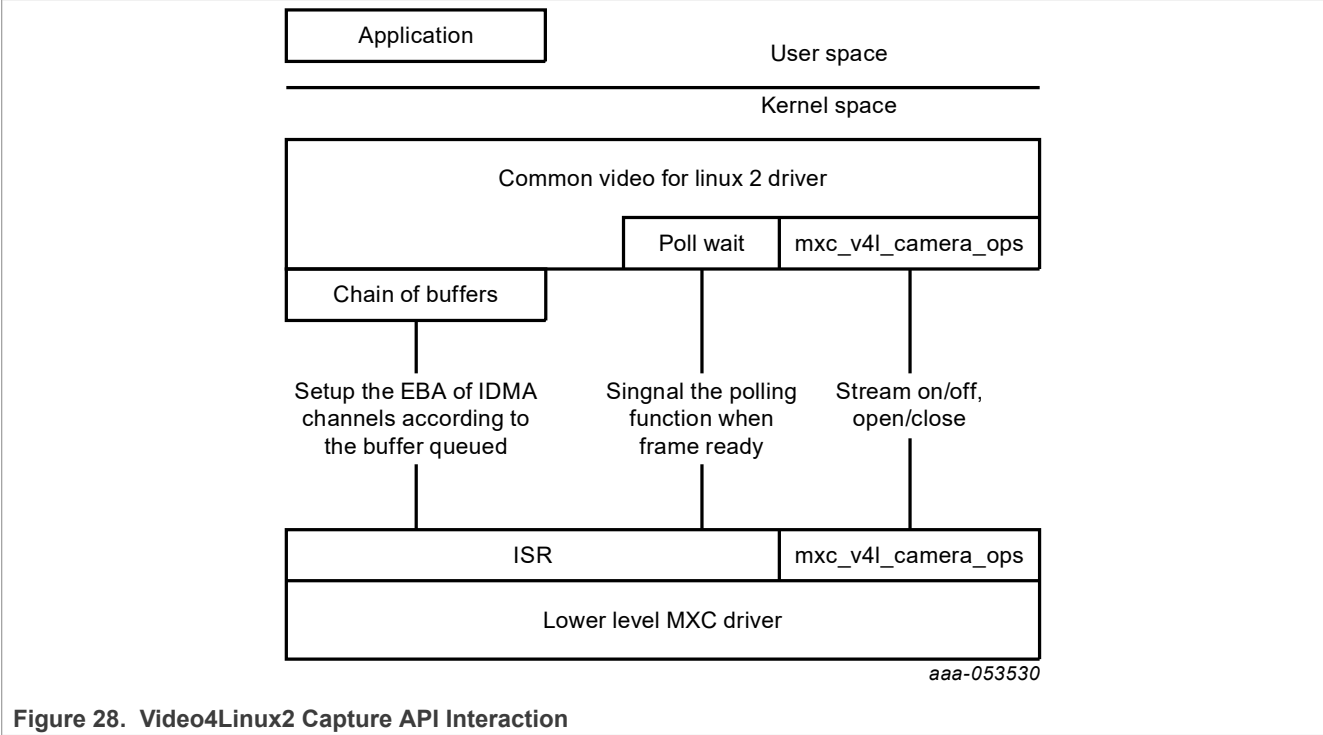 Application
User space
Kernel space
Common video for linux 2 driver
Poll wait
mxc_v4l_camera_ops
Chain of buffers
Setup the EBA of IDMA
channels according to
the buffer queued
Singnal the polling
function when
frame ready
Stream on/off,
open/close
ISR
mxc_v4l_camera_ops
Lower level MXC driver
aaa-053530
Figure 28. Video4Linux2 Capture API Interaction